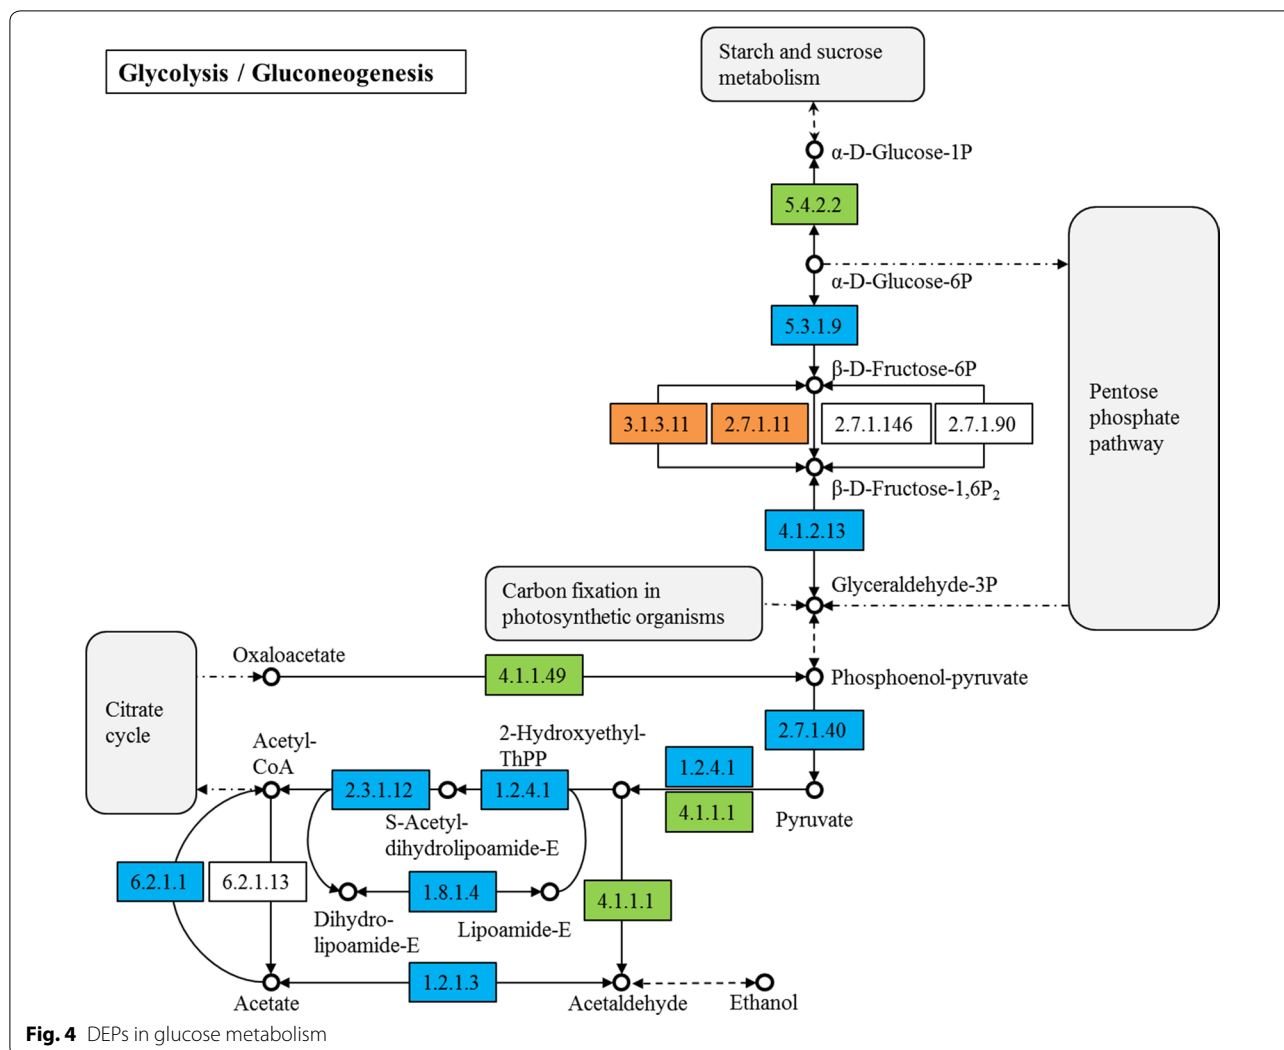 Glycolysis / Gluconeogenesis
Starch and sucrose
metabolism
α-D-Glucose-1P
5.4.2.2
α-D-Glucose-6P
5.3.1.9
β-D-Fructose-6P
3.1.3.11
2.7.1.11
2.7.1.146
2.7.1.90
Pentose
phosphate
pathway
β-D-Fructose-1,6P₂
4.1.2.13
Carbon fixation in
photosynthetic organisms
Glyceraldehyde-3P
Oxaloacetate
4.1.1.49
Phosphoenol-pyruvate
Citrate
cycle
2.7.1.40
Acetyl-
CoA
2-Hydroxyethyl-
ThPP
1.2.4.1
2.3.1.12
1.2.4.1
4.1.1.1
Pyruvate
S-Acetyl-
dihydrolipoamide-E
6.2.1.1
6.2.1.13
1.8.1.4
4.1.1.1
Dihydro-
lipoamide-E
Lipoamide-E
1.2.1.3
Acetate
Acetaldehyde
Ethanol
Fig. 4 DEPs in glucose metabolism